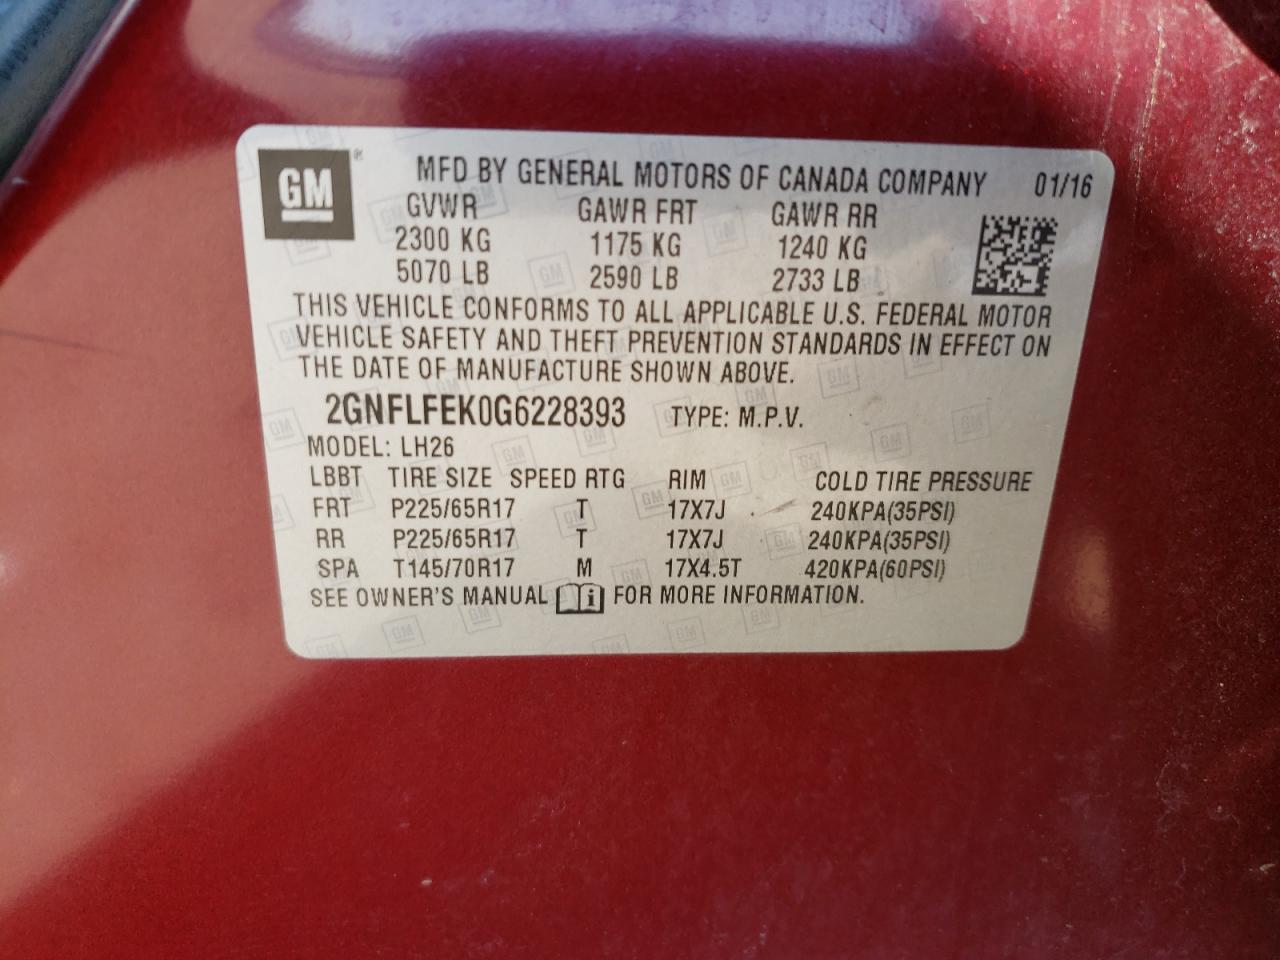 GM® MFD BY GENERAL MOTORS OF CANADA COMPANY 01/16
GVWR GAWR FRT GAWR RR
2300 KG 1175 KG 1240 KG
5070 LB 2590 LB 2733 LB
THIS VEHICLE CONFORMS TO ALL APPLICABLE U.S. FEDERAL MOTOR
VEHICLE SAFETY AND THEFT PREVENTION STANDARDS IN EFFECT ON
THE DATE OF MANUFACTURE SHOWN ABOVE.
2GNFLFEK0G6228393 TYPE: M.P.V.
MODEL: LH26
LBBT TIRE SIZE SPEED RTG RIM COLD TIRE PRESSURE
FRT P225/65R17 T 17X7J 240KPA(35PSI)
RR P225/65R17 T 17X7J 240KPA(35PSI)
SPA T145/70R17 M 17X4.5T 420KPA(60PSI)
SEE OWNER'S MANUAL i FOR MORE INFORMATION.